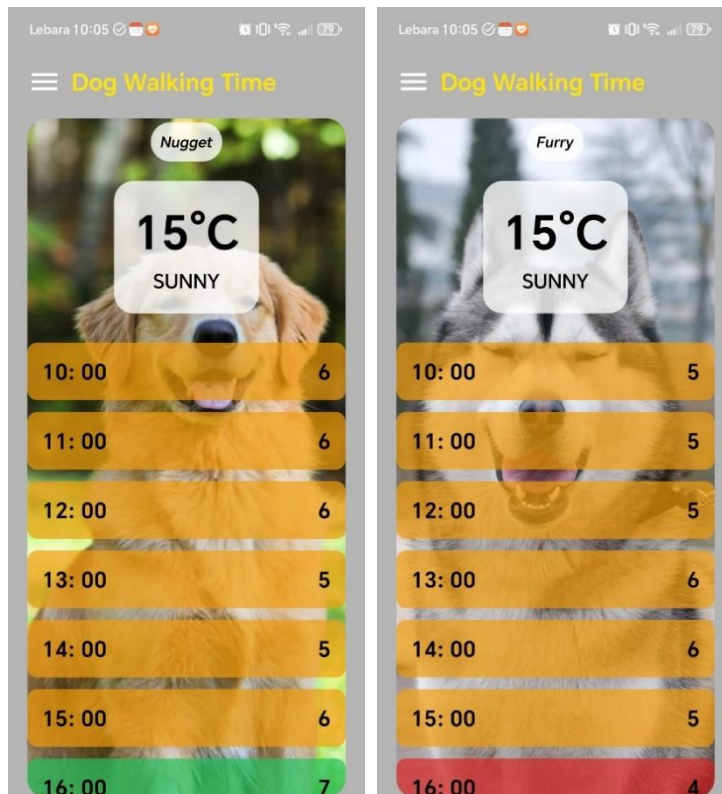 Lebara 10:05 79
Dog Walking Time
Nugget
15°C
SUNNY
10: 00 6
11: 00 6
12: 00 6
13: 00 5
14: 00 5
15: 00 6
16: 00 7
Lebara 10:05 79
Dog Walking Time
Furry
15°C
SUNNY
10: 00 5
11: 00 5
12: 00 5
13: 00 6
14: 00 6
15: 00 5
16: 00 4